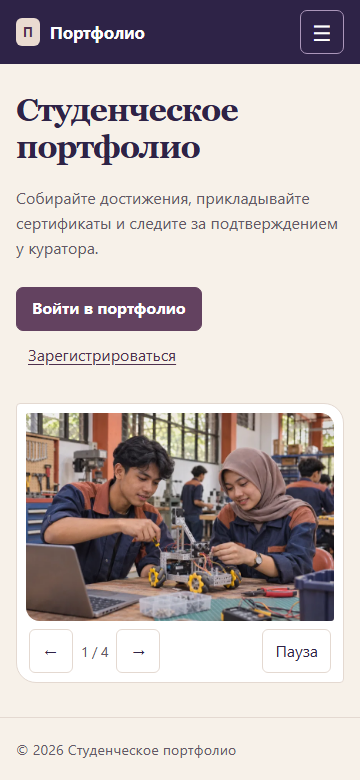 П Портфолио ☰
Студенческое
портфолио
Собирайте достижения, прикладывайте
сертификаты и следите за подтверждением
у куратора.
Войти в портфолио
Зарегистрироваться
← 1 / 4 → Пауза
© 2026 Студенческое портфолио